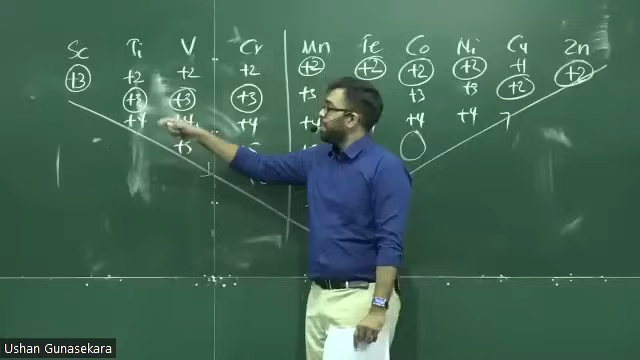 Sc Ti V Cr Mn Fe Co Ni Cu Zn
+3 +2 +2 +2 +2 +2 +2 +2 +1 +2
+3 +3 +3 +3 +3 +3 +2
+4 +4 +4 +4 +4 +4
+5
Ushan Gunasekara